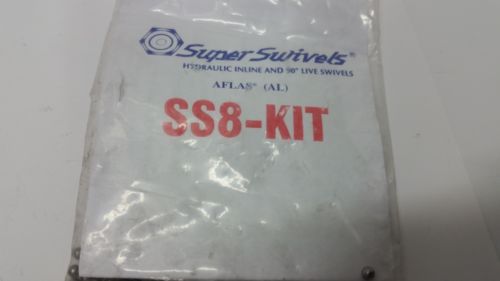 Super Swivels®
HYDRAULIC INLINE AND 90° LIVE SWIVELS
AFLAS® (AL)
SS8-KIT